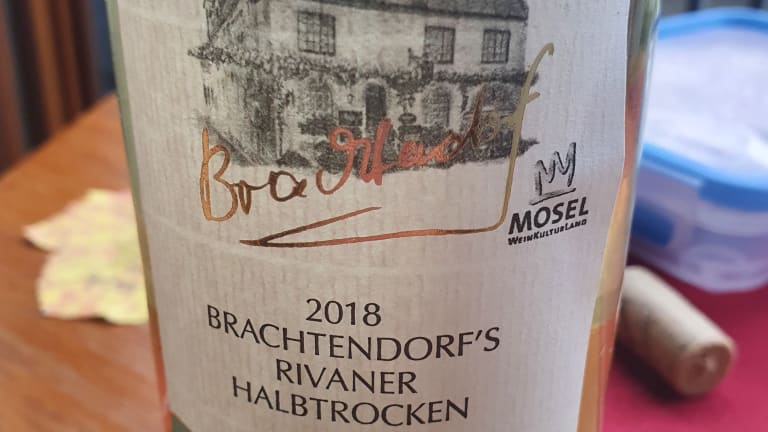 Brachtendorf
MOSEL
WEINKULTURLAND
2018
BRACHTENDORF'S
RIVANER
HALBTROCKEN